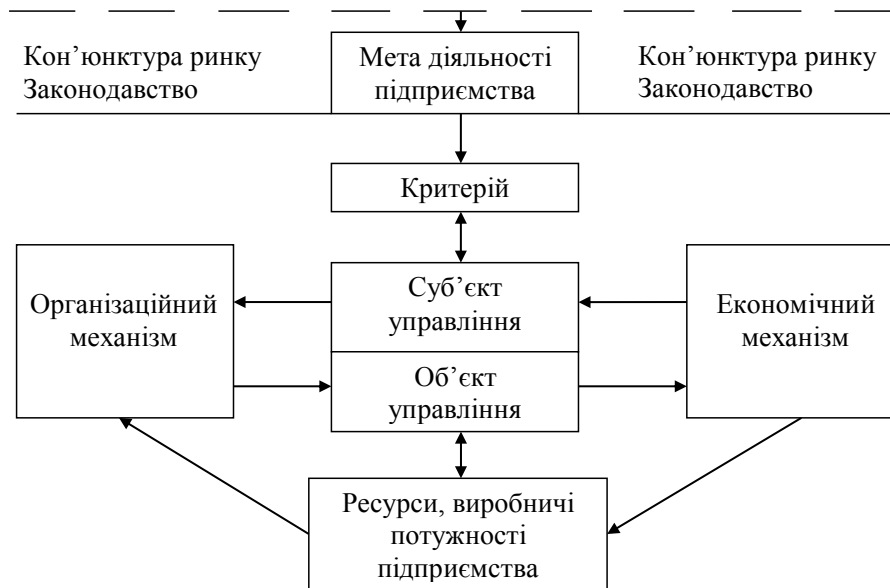 Кон’юнктура ринку
Законодавство
Мета діяльності
підприємства
Кон’юнктура ринку
Законодавство
Критерій
Організаційний
механізм
Суб’єкт
управління
Економічний
механізм
Об’єкт
управління
Ресурси, виробничі
потужності
підприємства